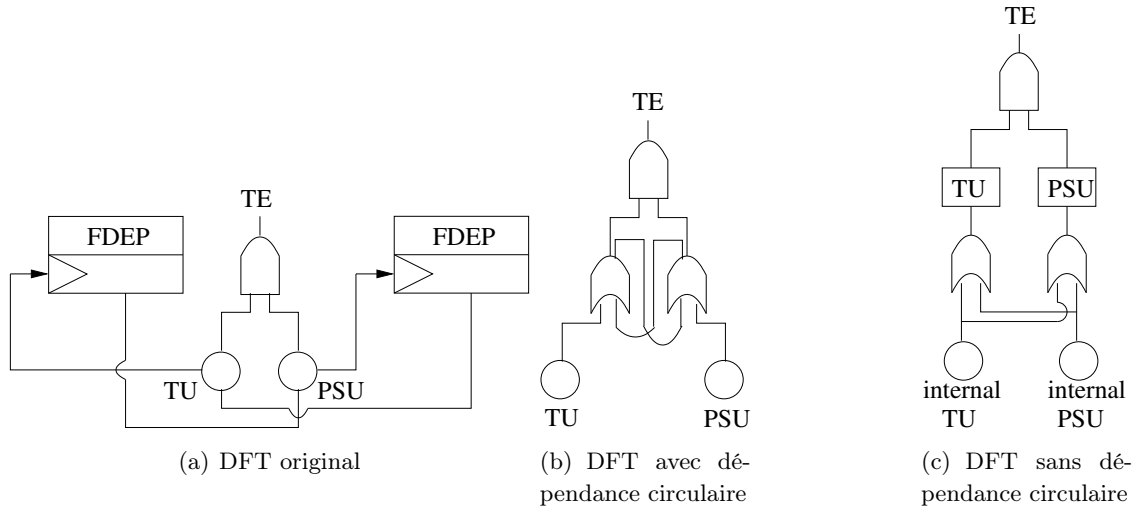 TE
FDEP
FDEP
TU
PSU
(a) DFT original
TE
TU
PSU
(b) DFT avec dé-
pendance circulaire
TE
TU
PSU
internal
TU
internal
PSU
(c) DFT sans dé-
pendance circulaire